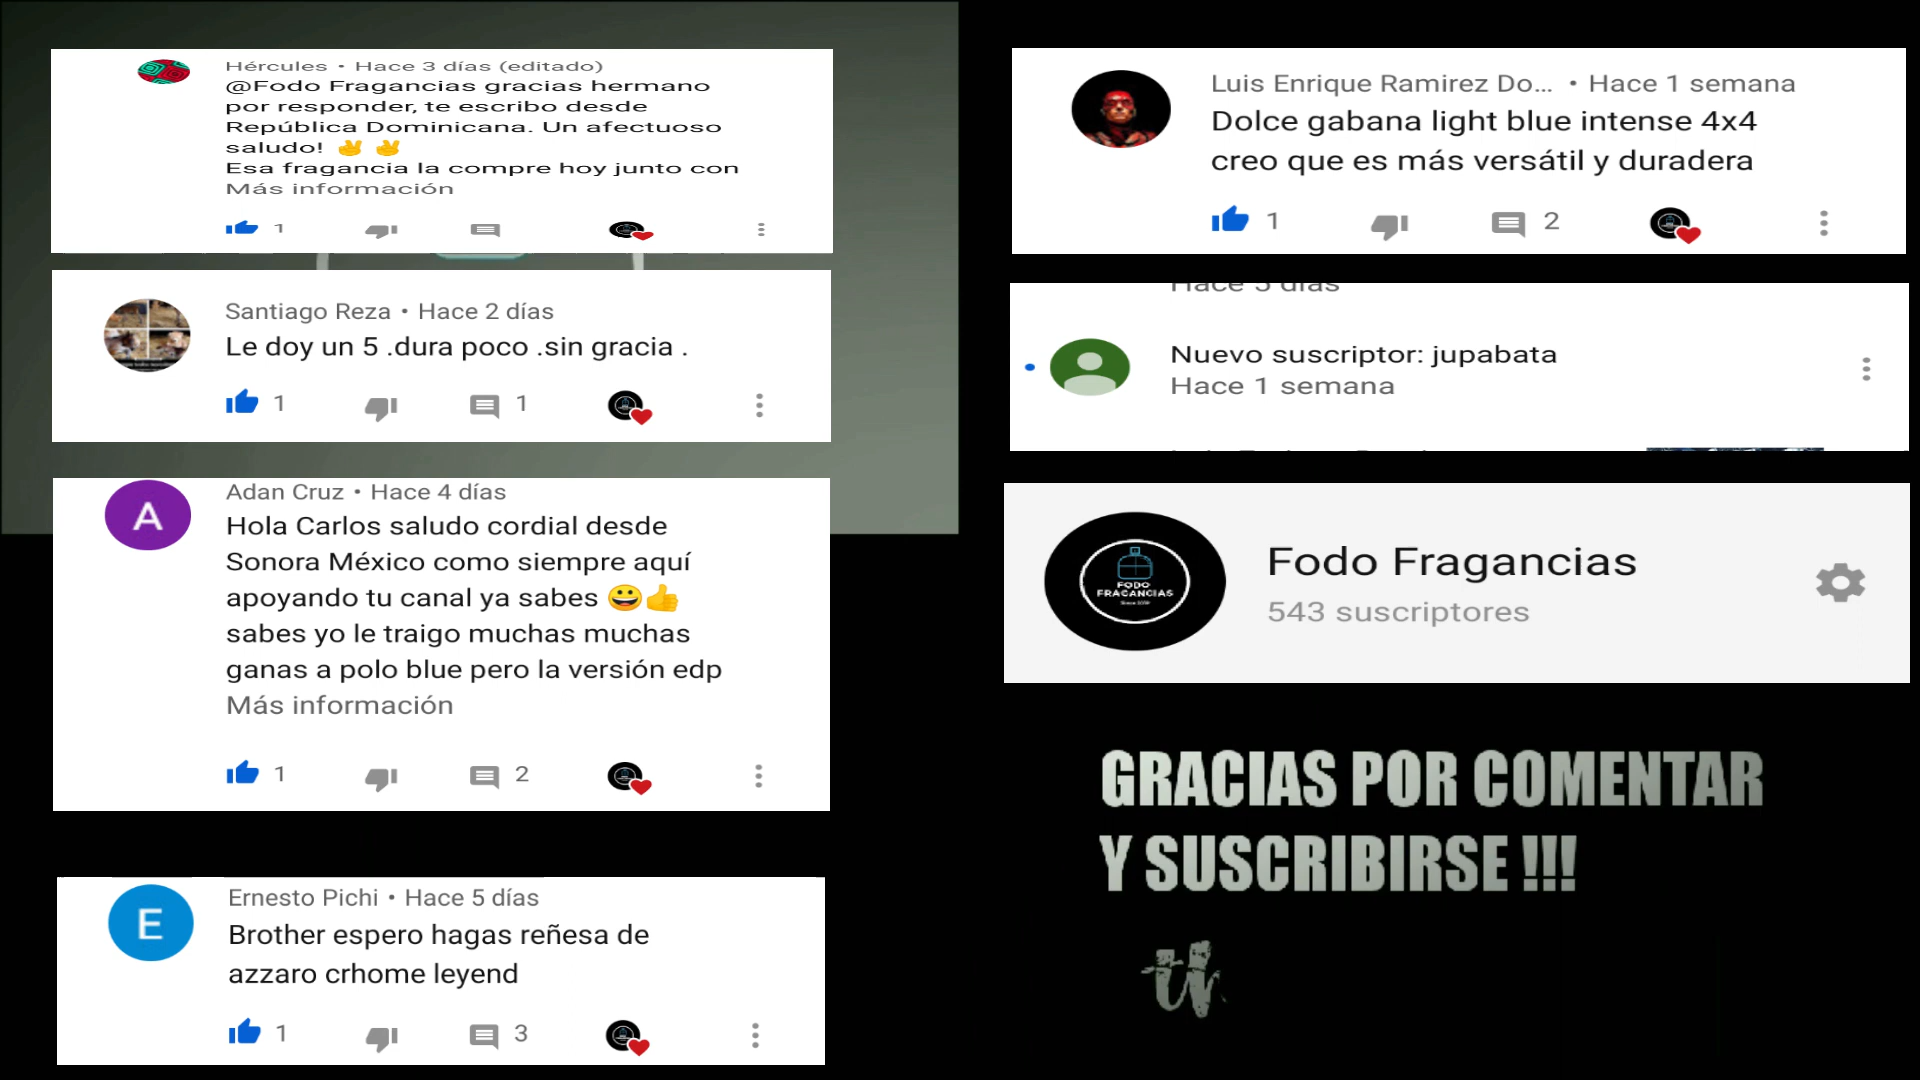 Hércules • Hace 3 días (editado)
@Fodo Fragancias gracias hermano
por responder, te escribo desde
República Dominicana. Un afectuoso
saludo! ✌ ✌
Esa fragancia la compre hoy junto con
Más información
1
Santiago Reza • Hace 2 días
Le doy un 5 .dura poco .sin gracia .
1 1
A
Adan Cruz • Hace 4 días
Hola Carlos saludo cordial desde
Sonora México como siempre aquí
apoyando tu canal ya sabes 😀👍
sabes yo le traigo muchas muchas
ganas a polo blue pero la versión edp
Más información
1 2
E
Ernesto Pichi • Hace 5 días
Brother espero hagas reñesa de
azzaro crhome leyend
1 3
Luis Enrique Ramirez Do... • Hace 1 semana
Dolce gabana light blue intense 4x4
creo que es más versátil y duradera
1 2
Hace 5 días
Nuevo suscriptor: jupabata
Hace 1 semana
FODO
FRAGANCIAS
Fodo Fragancias
543 suscriptores
GRACIAS POR COMENTAR
Y SUSCRIBIRSE !!!